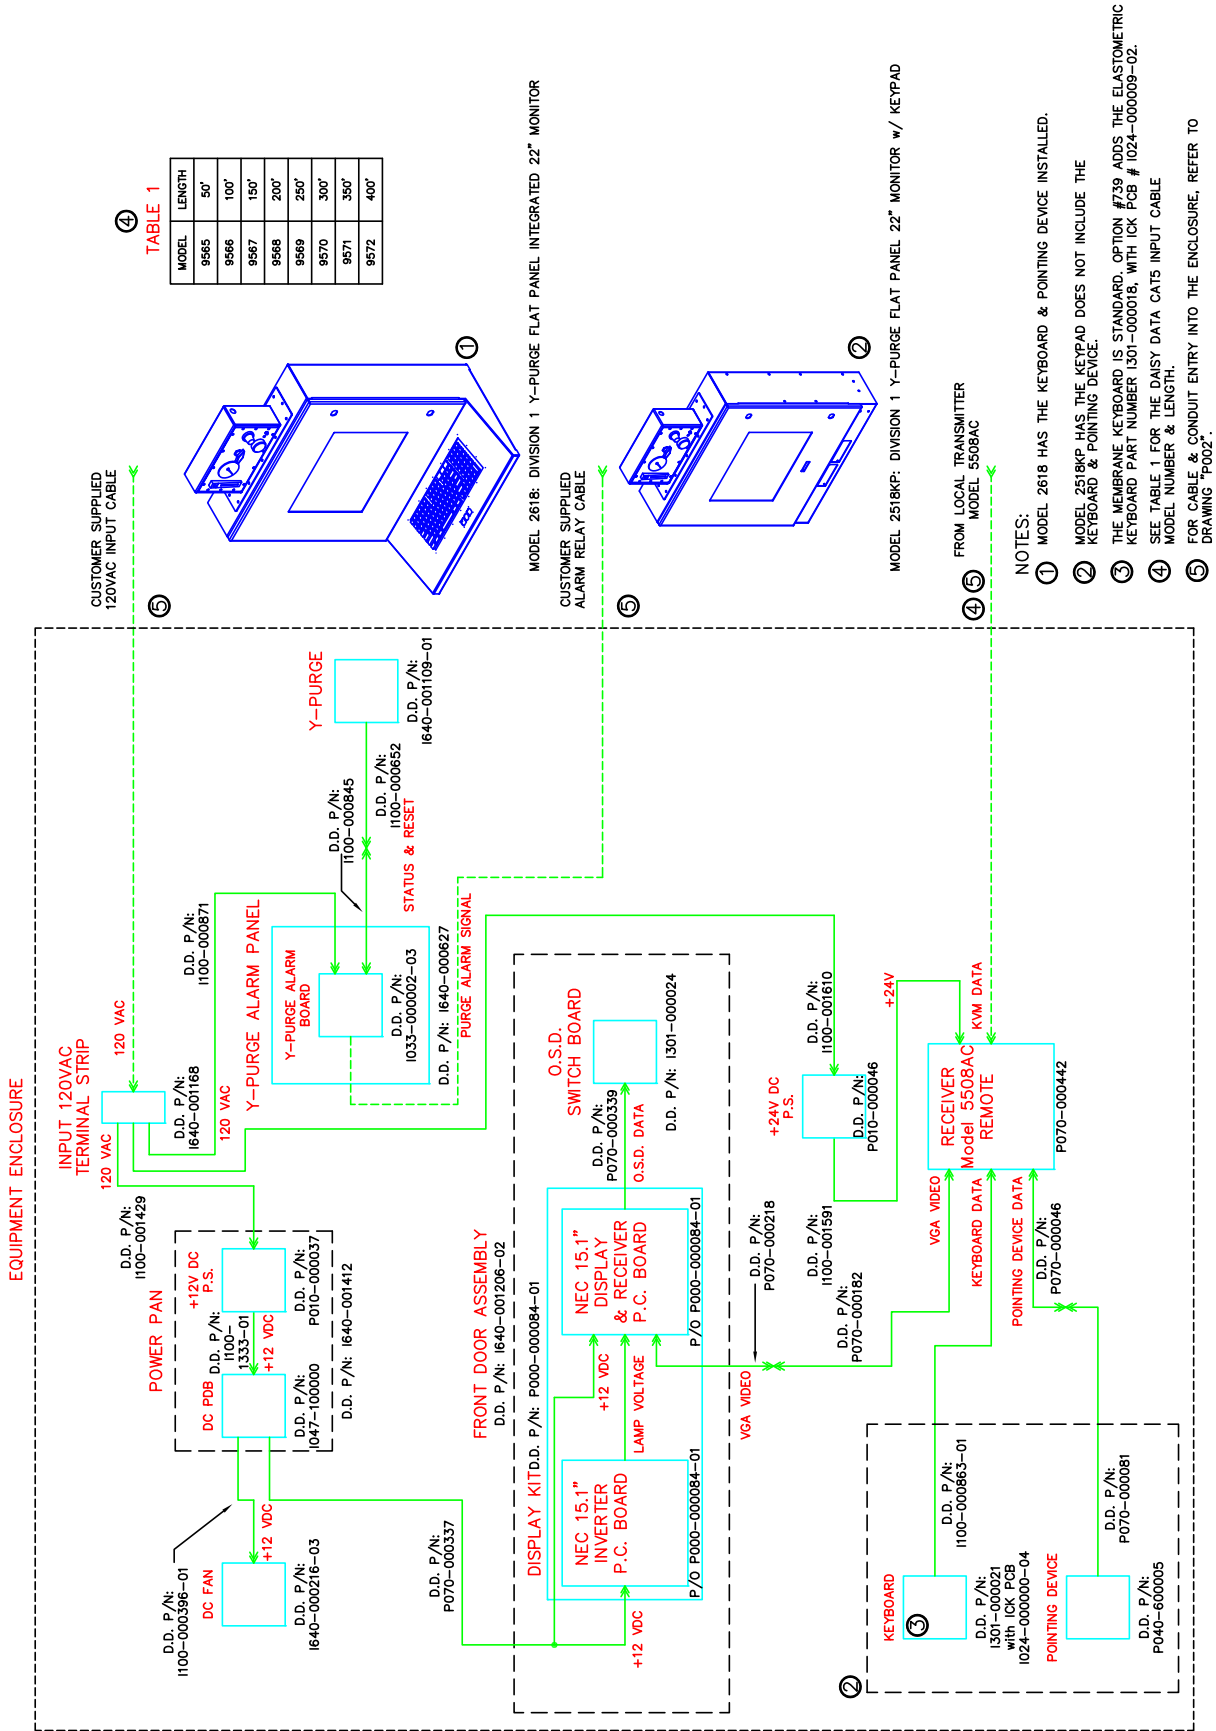 EQUIPMENT ENCLOSURE
INPUT 120VAC
TERMINAL STRIP
120 VAC
120 VAC
D.D. P/N:
I640-001168
120 VAC
D.D. P/N:
I100-000871
CUSTOMER SUPPLIED
120VAC INPUT CABLE
5
D.D. P/N:
I100-001429
POWER PAN
+12V DC
P.S.
D.D. P/N:
P010-000037
D.D. P/N:
I100-
1333-01
+12 VDC
DC PDB
D.D. P/N:
I047-100000
D.D. P/N: I640-001412
D.D. P/N:
I100-000396-01
DC FAN
+12 VDC
D.D. P/N:
I640-000216-03
Y-PURGE ALARM PANEL
Y-PURGE ALARM
BOARD
D.D. P/N:
I033-000002-03
D.D. P/N: I640-000627
PURGE ALARM SIGNAL
D.D. P/N:
I100-000845
D.D. P/N:
I100-000652
STATUS & RESET
Y-PURGE
D.D. P/N:
I640-001109-01
D.D. P/N:
P070-000337
FRONT DOOR ASSEMBLY
D.D. P/N: I640-001206-02
DISPLAY KIT D.D. P/N: P000-000084-01
NEC 15.1"
INVERTER
P.C. BOARD
P/O P000-000084-01
+12 VDC
+12 VDC
LAMP VOLTAGE
NEC 15.1"
DISPLAY
& RECEIVER
P.C. BOARD
P/O P000-000084-01
D.D. P/N:
P070-000339
O.S.D. DATA
O.S.D.
SWITCH BOARD
D.D. P/N: I301-000024
VGA VIDEO
D.D. P/N:
P070-000218
+24V DC
P.S.
D.D. P/N:
P010-000046
D.D. P/N:
I100-001610
D.D. P/N:
I100-001591
D.D. P/N:
P070-000182
+24V
KVM DATA
VGA VIDEO
KEYBOARD DATA
POINTING DEVICE DATA
RECEIVER
Model 5508AC
REMOTE
P070-000442
D.D. P/N:
P070-000046
2
KEYBOARD
3
D.D. P/N:
I301-000021
with ICK PCB
I024-000000-04
D.D. P/N:
I100-000863-01
POINTING DEVICE
D.D. P/N:
P040-600005
D.D. P/N:
P070-000081
CUSTOMER SUPPLIED
ALARM RELAY CABLE
5
FROM LOCAL TRANSMITTER
MODEL 5508AC
4 5
4
TABLE 1
MODEL LENGTH
9565 50'
9566 100'
9567 150'
9568 200'
9569 250'
9570 300'
9571 350'
9572 400'
1
MODEL 2618: DIVISION 1 Y-PURGE FLAT PANEL INTEGRATED 22" MONITOR
2
MODEL 2518KP: DIVISION 1 Y-PURGE FLAT PANEL 22" MONITOR w/ KEYPAD
NOTES:
1 MODEL 2618 HAS THE KEYBOARD & POINTING DEVICE INSTALLED.
2 MODEL 2518KP HAS THE KEYPAD DOES NOT INCLUDE THE
KEYBOARD & POINTING DEVICE.
3 THE MEMBRANE KEYBOARD IS STANDARD. OPTION #739 ADDS THE ELASTOMETRIC
KEYBOARD PART NUMBER I301-000018, WITH ICK PCB # I024-000009-02.
4 SEE TABLE 1 FOR THE DAISY DATA CAT5 INPUT CABLE
MODEL NUMBER & LENGTH.
5 FOR CABLE & CONDUIT ENTRY INTO THE ENCLOSURE, REFER TO
DRAWING "P002".